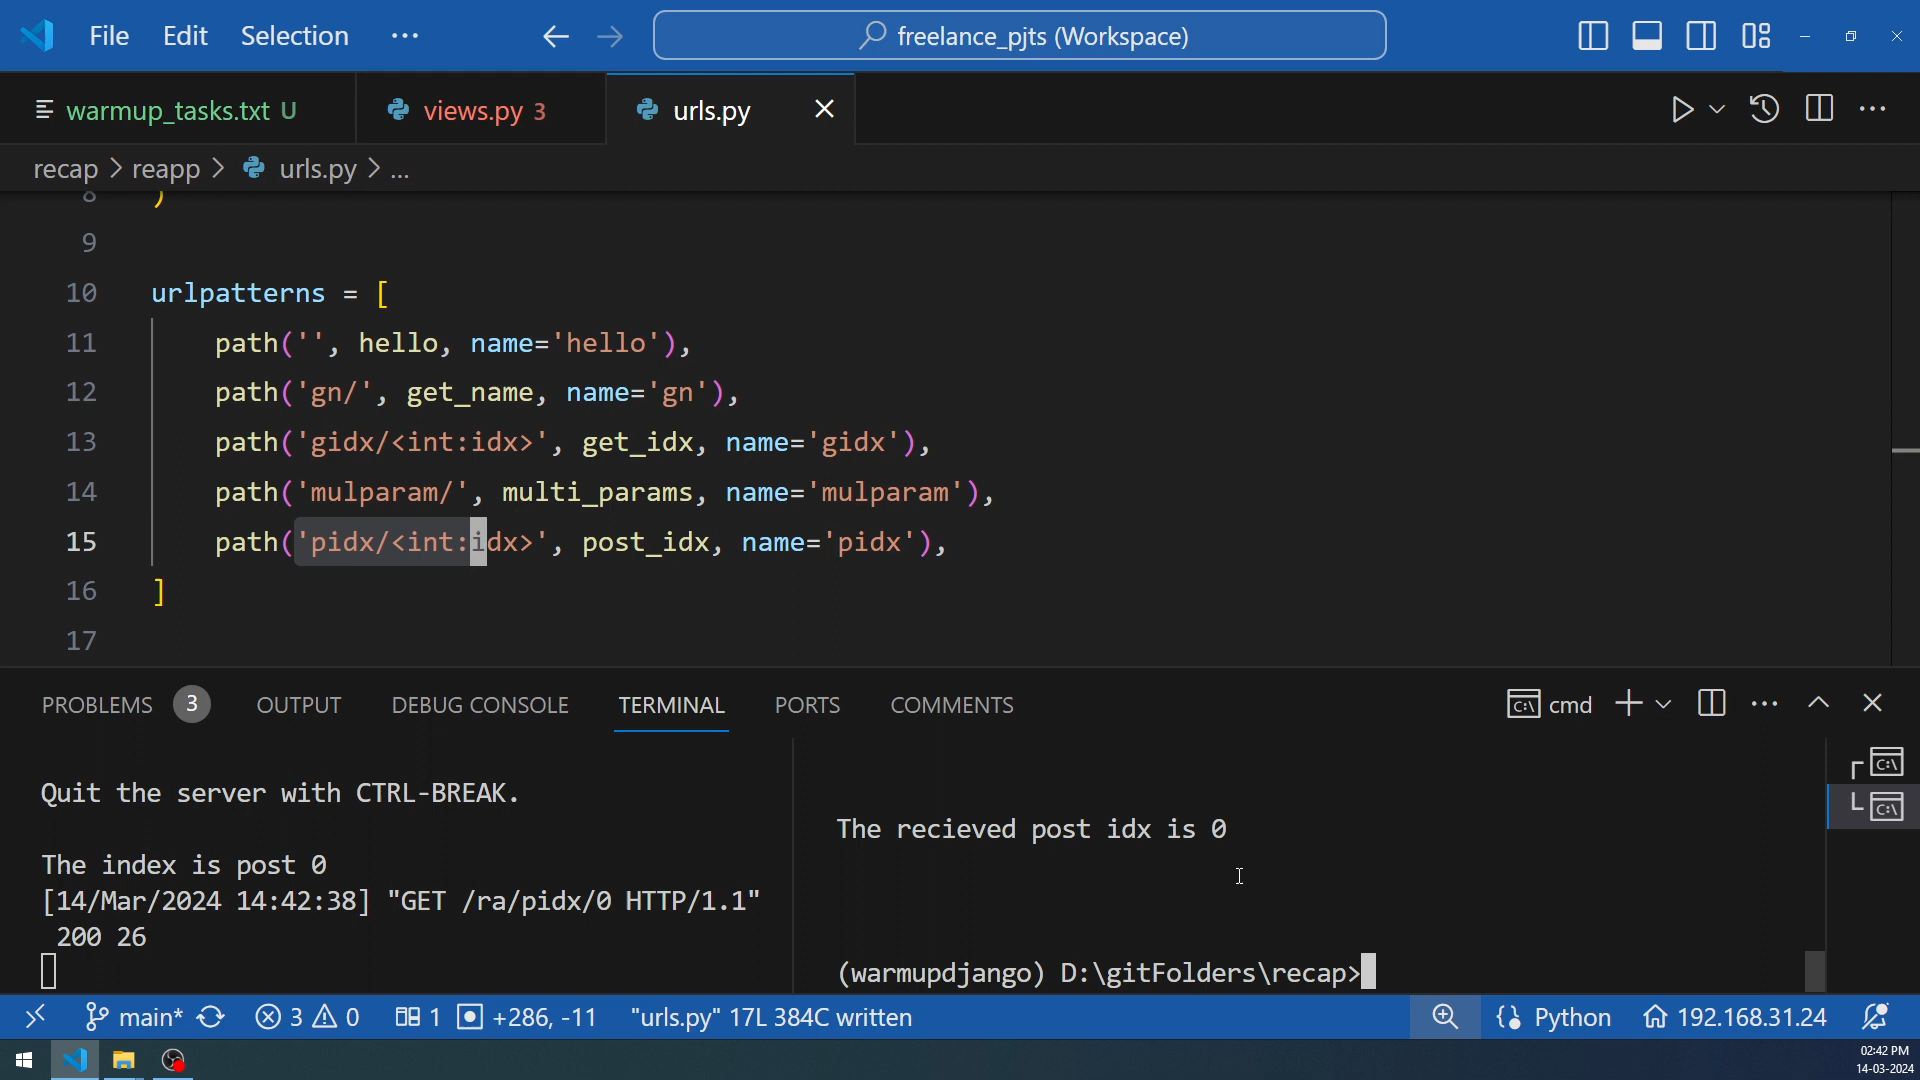 File Edit Selection ... freelance_pjts (Workspace)
warmup_tasks.txt U views.py 3 urls.py
recap > reapp > urls.py > ...
8 )
9
10 urlpatterns = [
11 path('', hello, name='hello'),
12 path('gn/', get_name, name='gn'),
13 path('gidx/<int:idx>', get_idx, name='gidx'),
14 path('mulparam/', multi_params, name='mulparam'),
15 path('pidx/<int:idx>', post_idx, name='pidx'),
16 ]
17
PROBLEMS 3 OUTPUT DEBUG CONSOLE TERMINAL PORTS COMMENTS cmd
Quit the server with CTRL-BREAK.
The index is post 0
[14/Mar/2024 14:42:38] "GET /ra/pidx/0 HTTP/1.1"
200 26
The recieved post idx is 0
(warmupdjango) D:\gitFolders\recap>
main* 3 0 1 +286, -11 "urls.py" 17L 384C written Python 192.168.31.24
02:42 PM
14-03-2024